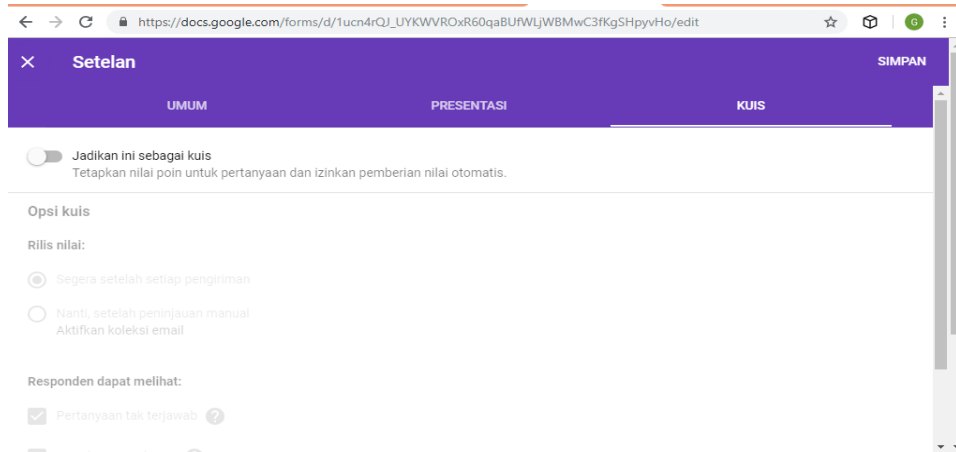 https://docs.google.com/forms/d/1ucn4rQJ_UYKWVROxR60qaBUfWLjWBMwC3fKgSHpyvHo/edit
G
Setelan
SIMPAN
UMUM
PRESENTASI
KUIS
Jadikan ini sebagai kuis
Tetapkan nilai poin untuk pertanyaan dan izinkan pemberian nilai otomatis.
Opsi kuis
Rilis nilai:
Segera setelah setiap pengiriman
Nanti, setelah peninjauan manual
Aktifkan koleksi email
Responden dapat melihat:
Pertanyaan tak terjawab ?